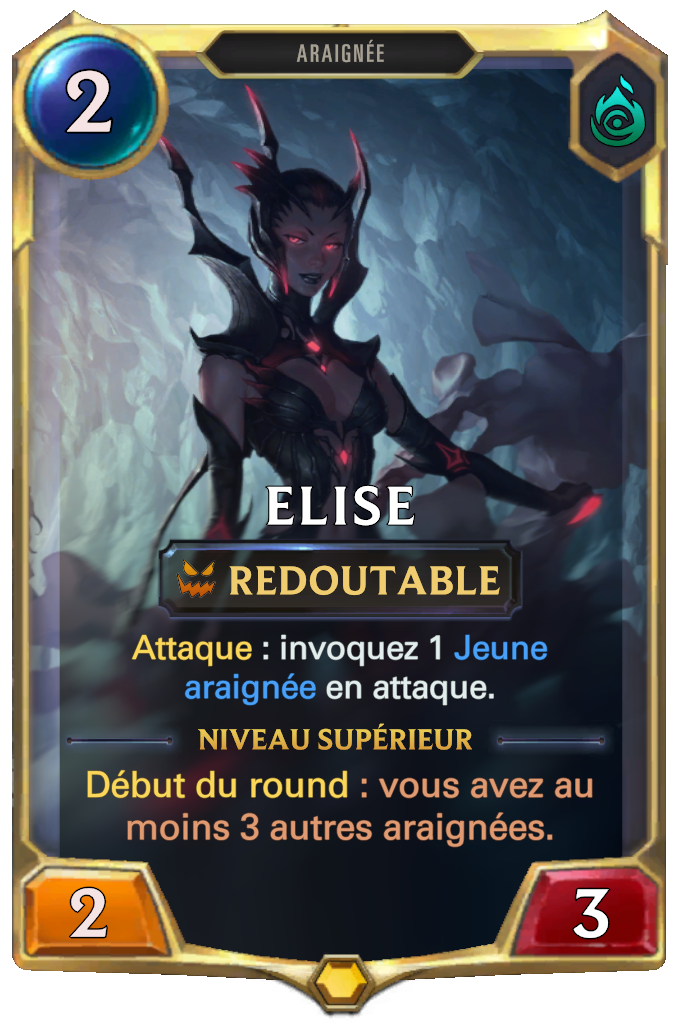 ARAIGNÉE
2
ELISE
REDOUTABLE
Attaque : invoquez 1 Jeune
araignée en attaque.
NIVEAU SUPÉRIEUR
Début du round : vous avez au
moins 3 autres araignées.
2
3